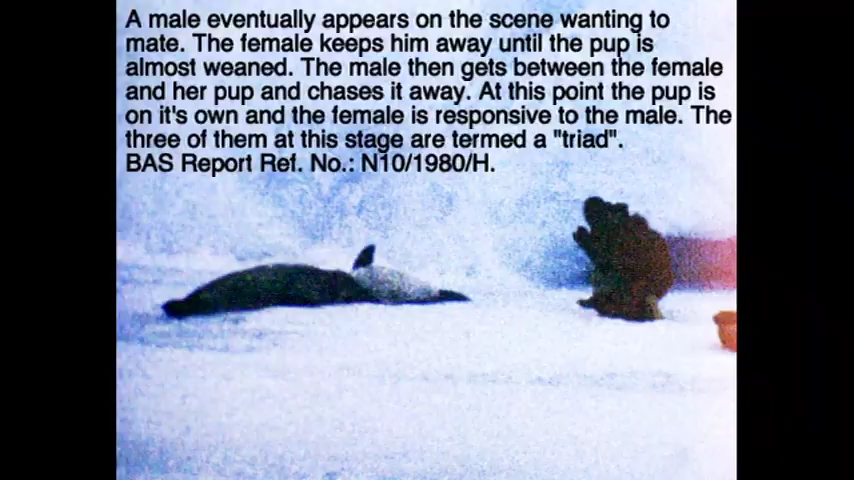 A male eventually appears on the scene wanting to
mate. The female keeps him away until the pup is
almost weaned. The male then gets between the female
and her pup and chases it away. At this point the pup is
on it's own and the female is responsive to the male. The
three of them at this stage are termed a "triad".
BAS Report Ref. No.: N10/1980/H.